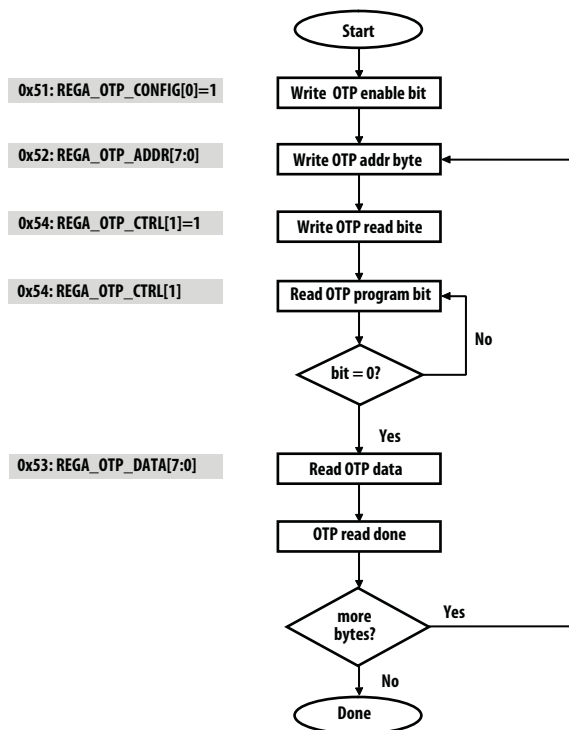 Start
0x51: REGA_OTP_CONFIG[0]=1
Write OTP enable bit
0x52: REGA_OTP_ADDR[7:0]
Write OTP addr byte
0x54: REGA_OTP_CTRL[1]=1
Write OTP read bite
0x54: REGA_OTP_CTRL[1]
Read OTP program bit
No
bit = 0?
Yes
0x53: REGA_OTP_DATA[7:0]
Read OTP data
OTP read done
more
bytes?
Yes
No
Done